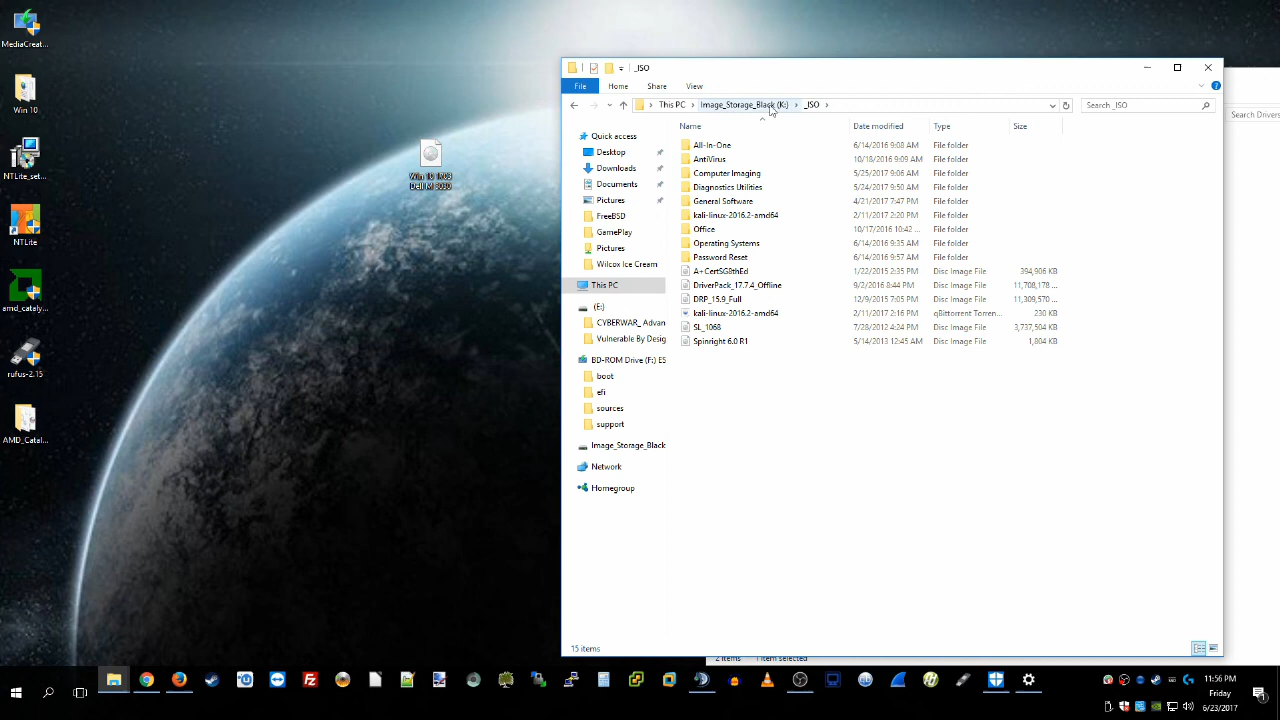 MediaCreat...
Win 10
NTLite_set...
NTLite
amd_cataly...
rufus-2.15
AMD_Catal...
Win 10 1703
Dell M 5030
_ISO
File Home Share View
This PC Image_Storage_Black (K:) _ISO
Search _ISO
Search Drivers
Name Date modified Type Size
Quick access
Desktop
Downloads
Documents
Pictures
FreeBSD
GamePlay
Pictures
Wilcox Ice Cream
This PC
(E:)
CYBERWAR_ Advan
Vulnerable By Desig
BD-ROM Drive (F:) ES
boot
efi
sources
support
Image_Storage_Black
Network
Homegroup
All-In-One 6/14/2016 9:08 AM File folder
AntiVirus 10/18/2016 9:09 AM File folder
Computer Imaging 5/25/2017 9:06 AM File folder
Diagnostics Utilities 5/24/2017 9:50 AM File folder
General Software 4/21/2017 7:47 PM File folder
kali-linux-2016.2-amd64 2/11/2017 2:20 PM File folder
Office 10/17/2016 10:42 ... File folder
Operating Systems 6/14/2016 9:35 AM File folder
Password Reset 6/14/2016 9:57 AM File folder
A+CertSG8thEd 1/22/2015 2:35 PM Disc Image File 394,906 KB
DriverPack_17.7.4_Offline 9/2/2016 8:44 PM Disc Image File 11,708,178 ...
DRP_15.9_Full 12/9/2015 7:05 PM Disc Image File 11,309,570 ...
kali-linux-2016.2-amd64 2/11/2017 2:16 PM qBittorrent Torren... 230 KB
SL_1068 7/28/2012 4:24 PM Disc Image File 3,737,504 KB
Spinright 6.0 R1 5/14/2013 12:45 AM Disc Image File 1,804 KB
15 items
2 items 1 item selected
11:56 PM
Friday
6/23/2017